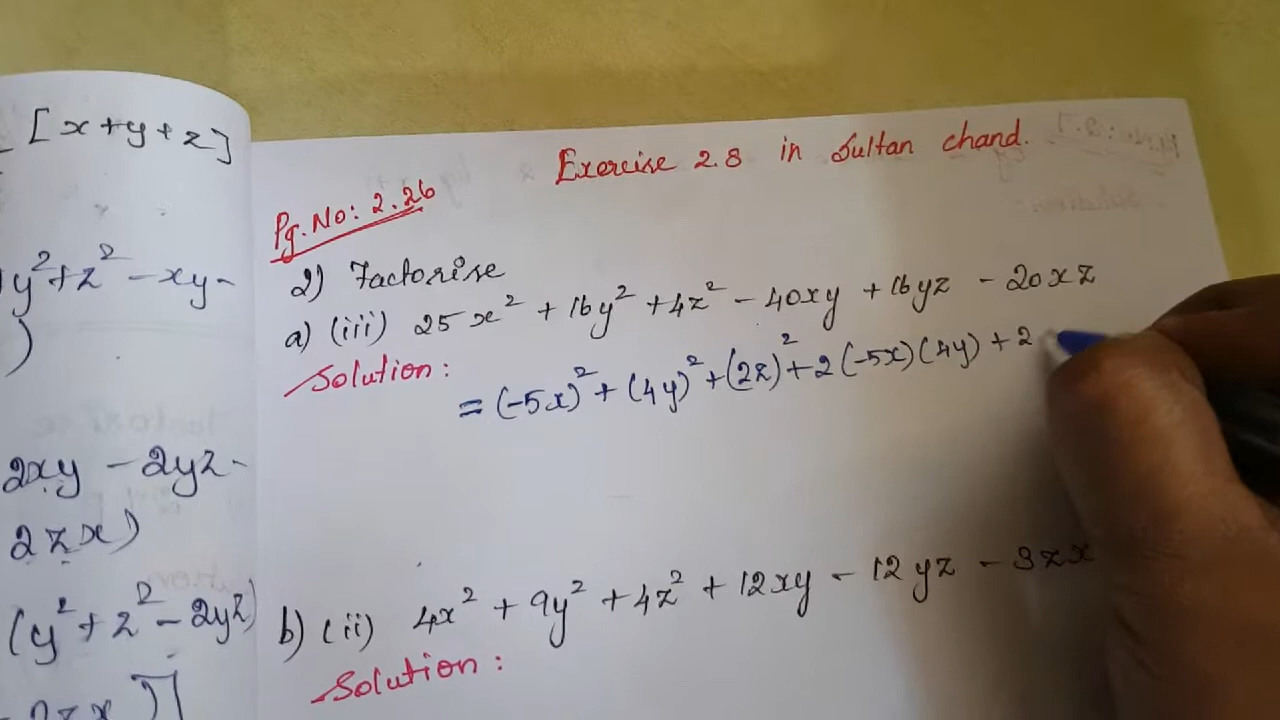 [x+y+z]
y²+z²-xy-
)
2xy-2yz-
2zx)
(y²+z²-2yz)
Exercise 2.8 in Sultan chand.
Pg.No: 2.26
2) Factorise
a) (iii) 25x² + 16y² + 4z² - 40xy + 16yz - 20xz
Solution:
= (-5x)² + (4y)² + (2z)² + 2(-5x)(4y) + 2
b) (ii) 4x² + 9y² + 4z² + 12xy - 12yz - 8zx
Solution: